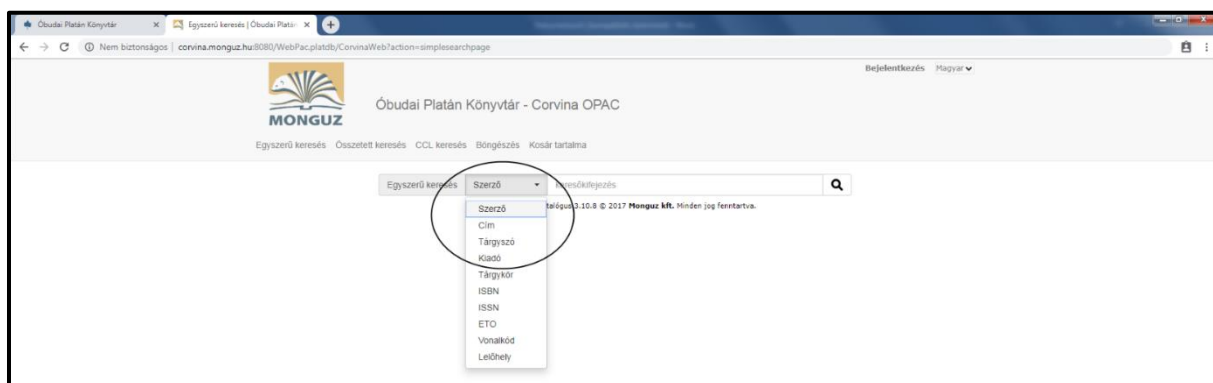 Óbudai Platán Könyvtár
Egyszerű keresés | Óbudai Platán
Nem biztonságos | corvina.monguz.hu:8080/WebPac.platdb/CorvinaWeb?action=simplesearchpage
Bejelentkezés Magyar
MONGUZ
Óbudai Platán Könyvtár - Corvina OPAC
Egyszerű keresés Összetett keresés CCL keresés Böngészés Kosár tartalma
Egyszerű keresés Szerző keresőkifejezés
Szerző
talógus 3.10.8 © 2017 Monguz kft. Minden jog fenntartva.
Cím
Tárgyszó
Kiadó
Tárgykör
ISBN
ISSN
ETO
Vonalkód
Lelőhely